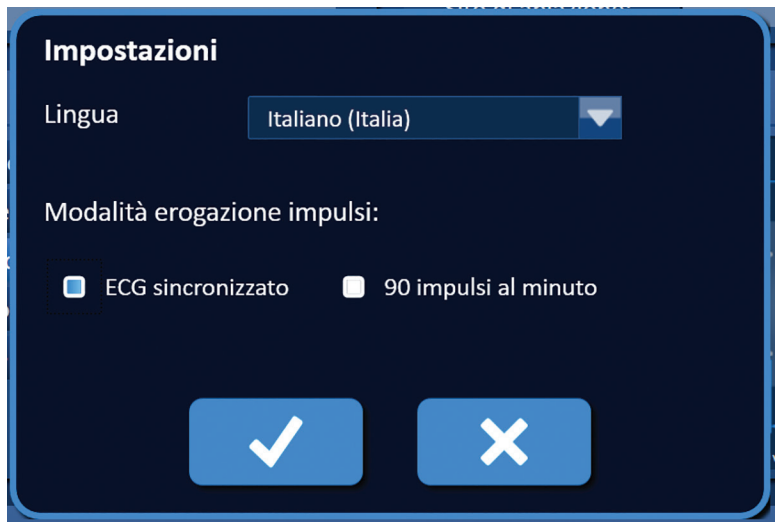 Impostazioni
Lingua
Italiano (Italia)
Modalità erogazione impulsi:
ECG sincronizzato
90 impulsi al minuto